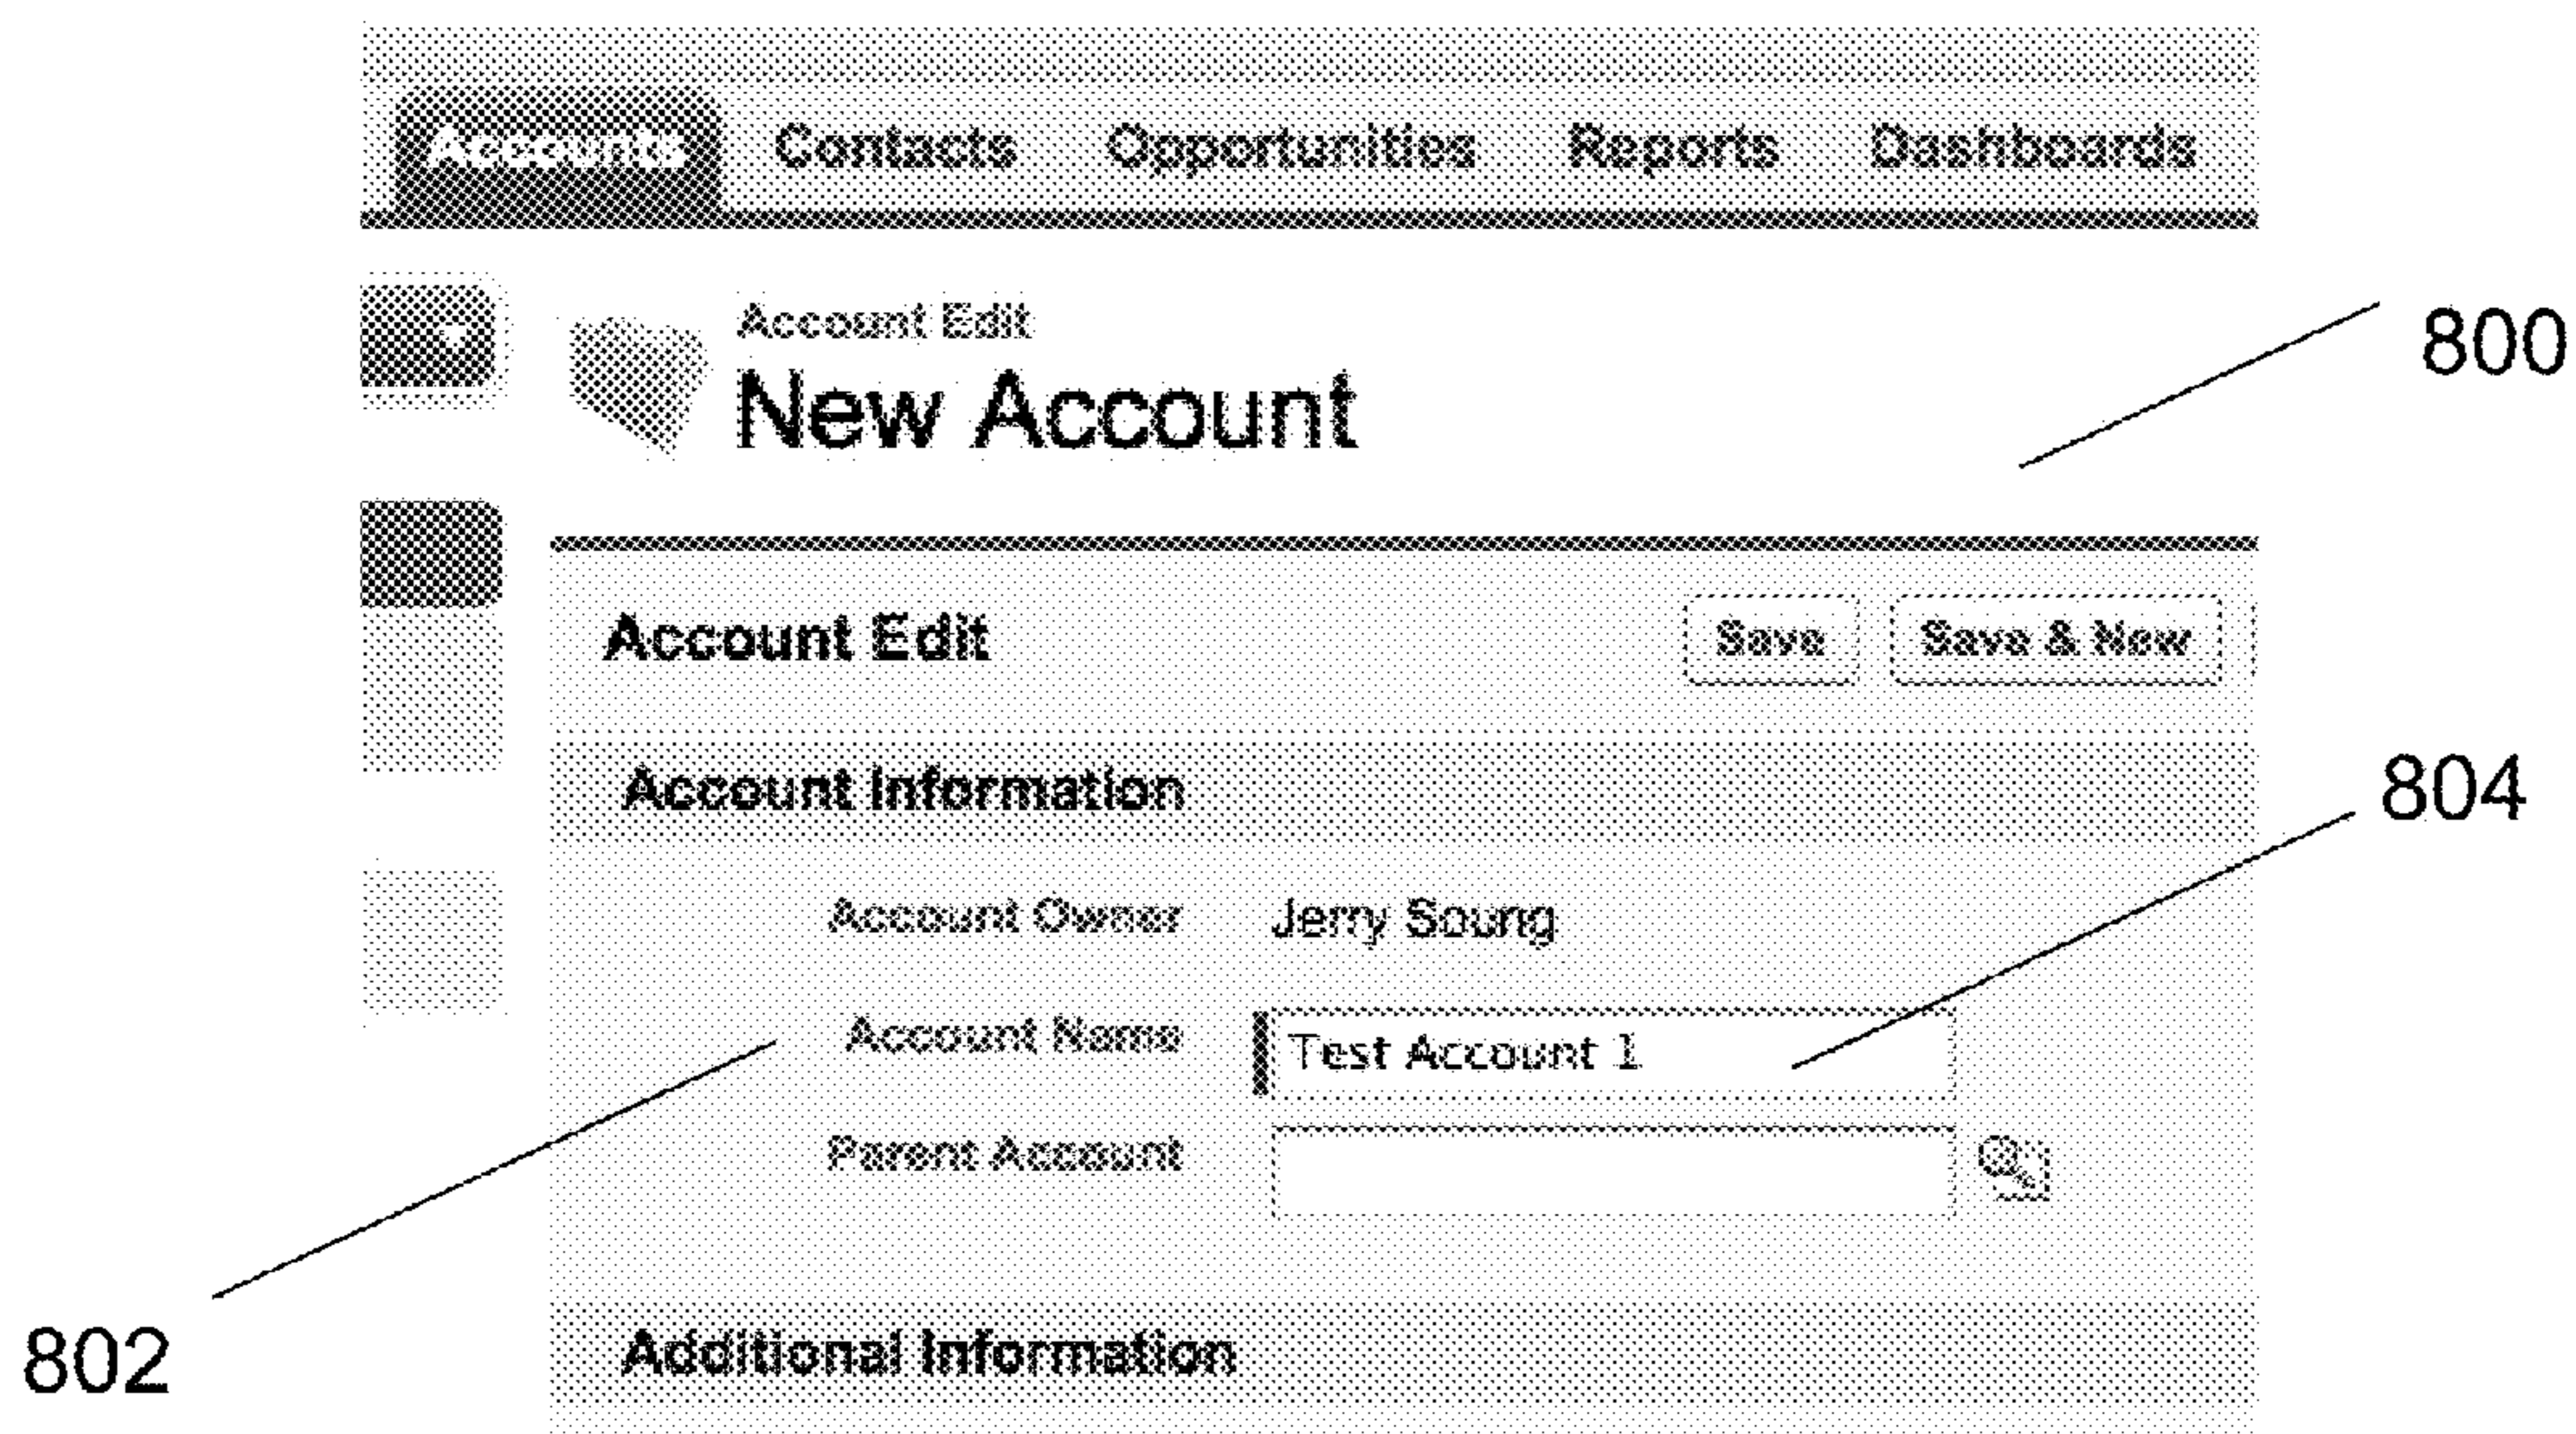 Accounts Contacts Opportunities Reports Dashboards
Account Edit
New Account
800
Account Edit Save Save & New
Account Information
804
Account Owner Jerry Soung
Account Name Test Account 1
Parent Account
802
Additional Information